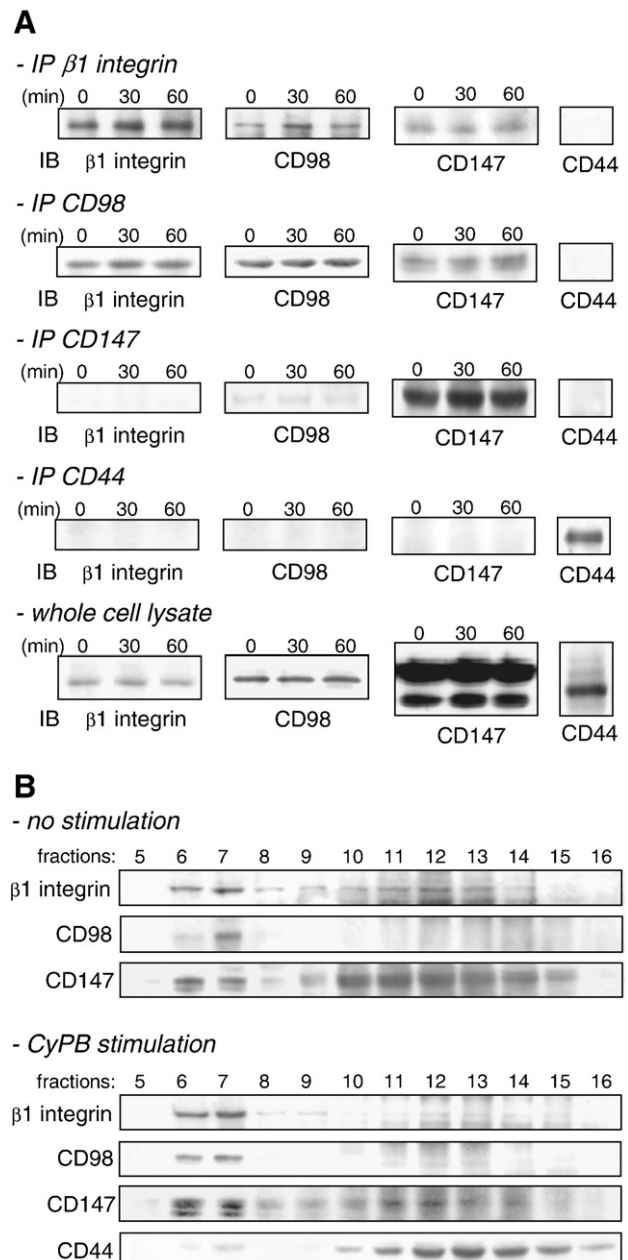 A
- IP β1 integrin
(min) 0 30 60 0 30 60 0 30 60
IB β1 integrin CD98 CD147 CD44
- IP CD98
(min) 0 30 60 0 30 60 0 30 60
IB β1 integrin CD98 CD147 CD44
- IP CD147
(min) 0 30 60 0 30 60 0 30 60
IB β1 integrin CD98 CD147 CD44
- IP CD44
(min) 0 30 60 0 30 60 0 30 60
IB β1 integrin CD98 CD147 CD44
- whole cell lysate
(min) 0 30 60 0 30 60 0 30 60
IB β1 integrin CD98 CD147 CD44
B
- no stimulation
fractions: 5 6 7 8 9 10 11 12 13 14 15 16
β1 integrin
CD98
CD147
- CyPB stimulation
fractions: 5 6 7 8 9 10 11 12 13 14 15 16
β1 integrin
CD98
CD147
CD44